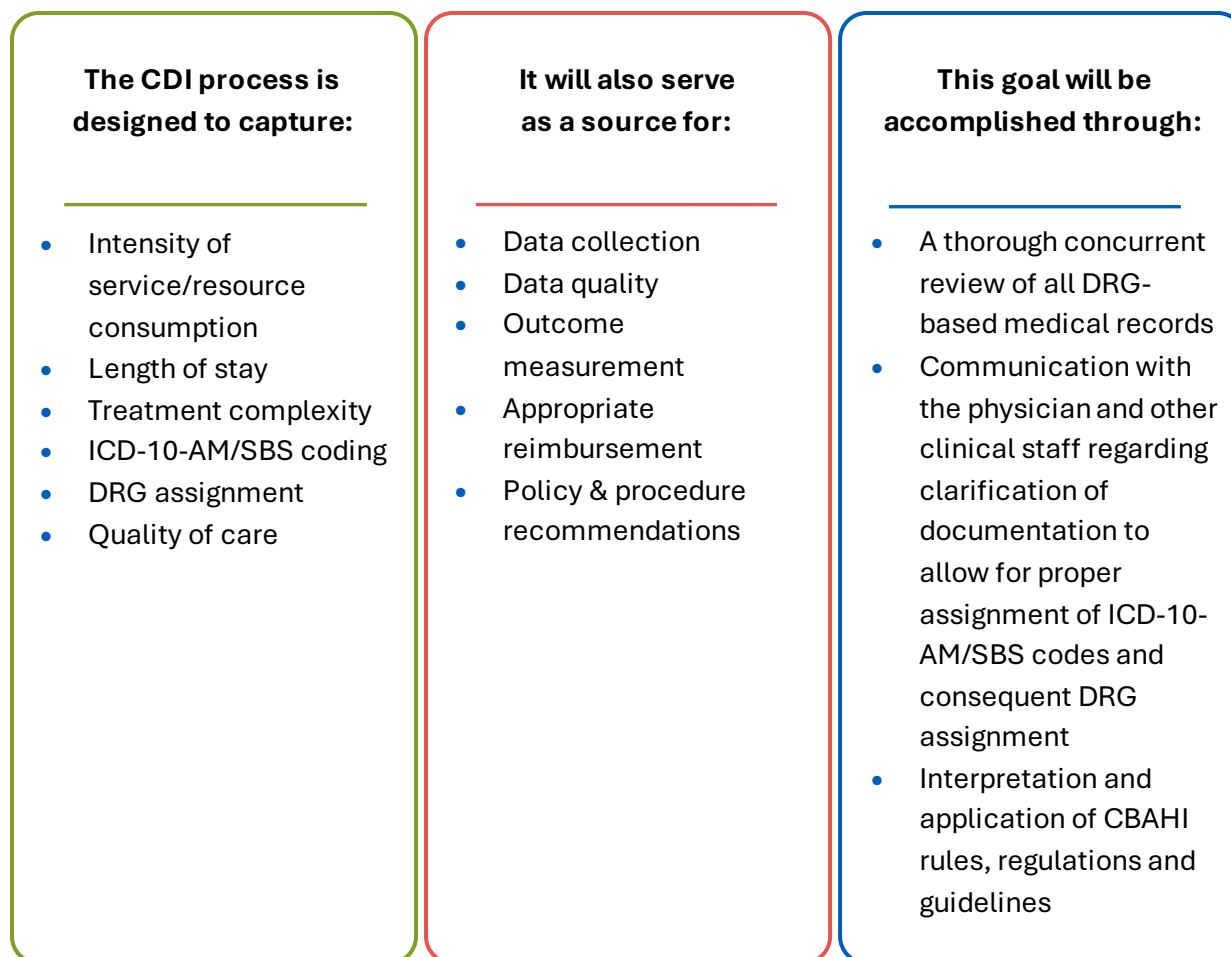 The CDI process is
designed to capture:
• Intensity of
service/resource
consumption
• Length of stay
• Treatment complexity
• ICD-10-AM/SBS coding
• DRG assignment
• Quality of care
It will also serve
as a source for:
• Data collection
• Data quality
• Outcome
measurement
• Appropriate
reimbursement
• Policy & procedure
recommendations
This goal will be
accomplished through:
• A thorough concurrent
review of all DRG-
based medical records
• Communication with
the physician and other
clinical staff regarding
clarification of
documentation to
allow for proper
assignment of ICD-10-
AM/SBS codes and
consequent DRG
assignment
• Interpretation and
application of CBAHI
rules, regulations and
guidelines